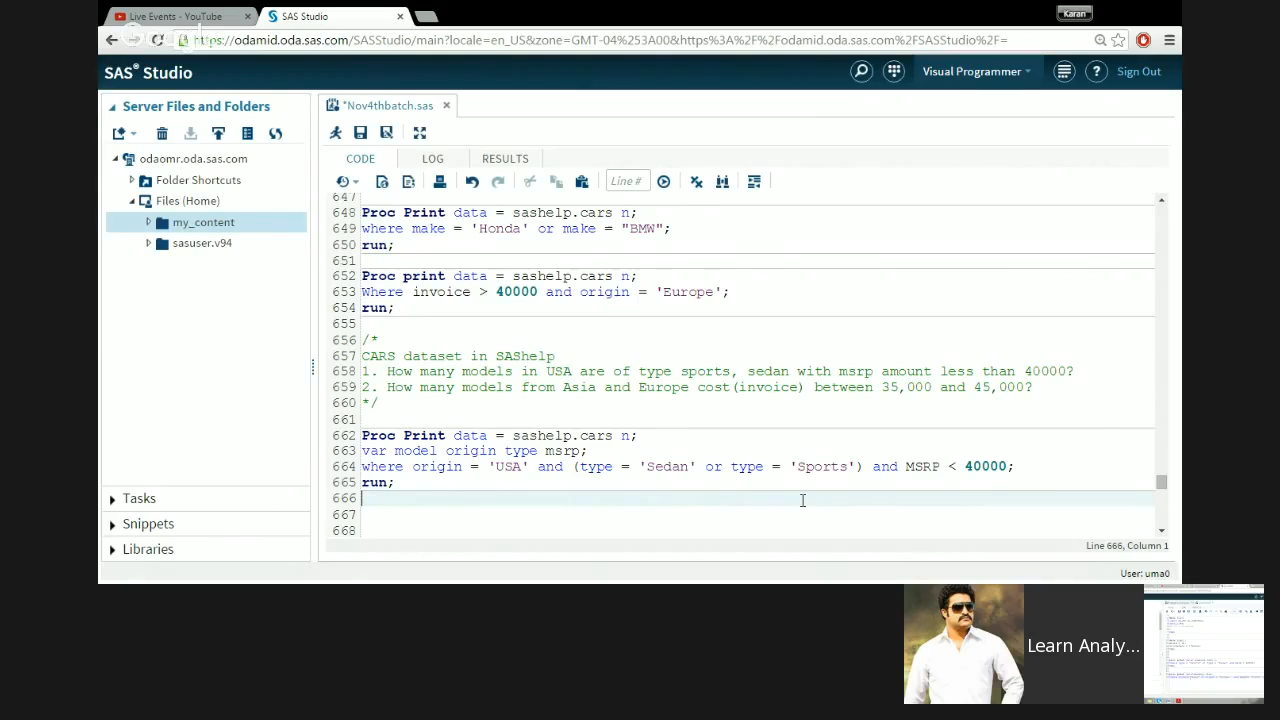 Live Events - YouTube
SAS Studio
Karan
https://odamid.oda.sas.com/SASStudio/main?locale=en_US&zone=GMT-04%253A00&https%3A%2F%2Fodamid.oda.sas.com%2FSASStudio%2F=
SAS® Studio
Visual Programmer
Sign Out
Server Files and Folders
*Nov4thbatch.sas
CODE
LOG
RESULTS
odaomr.oda.sas.com
Folder Shortcuts
Files (Home)
my_content
sasuser.v94
Line #
647
648 Proc Print data = sashelp.cars n;
649 where make = 'Honda' or make = "BMW";
650 run;
651
652 Proc print data = sashelp.cars n;
653 Where invoice > 40000 and origin = 'Europe';
654 run;
655
656 /*
657 CARS dataset in SAShelp
658 1. How many models in USA are of type sports, sedan with msrp amount less than 40000?
659 2. How many models from Asia and Europe cost(invoice) between 35,000 and 45,000?
660 */
661
662 Proc Print data = sashelp.cars n;
663 var model origin type msrp;
664 where origin = 'USA' and (type = 'Sedan' or type = 'Sports') and MSRP < 40000;
665 run;
666
667
668
Tasks
Snippets
Libraries
Line 666, Column 1
User: uma0
Learn analy...